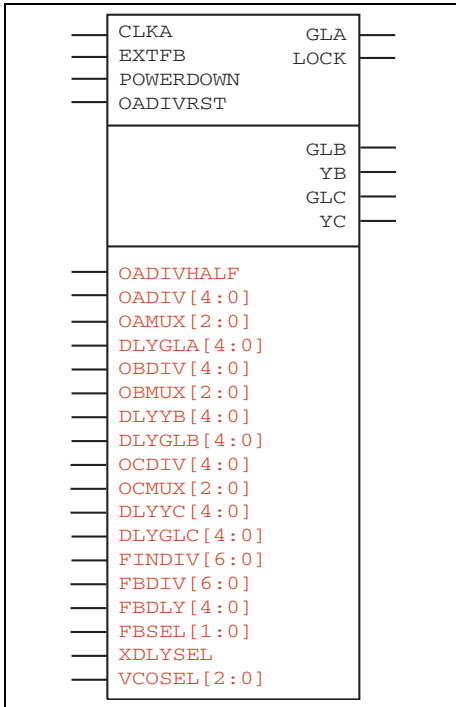 CLKA GLA
EXTFB LOCK
POWERDOWN
OADIVRST
GLB
YB
GLC
YC
OADIVHALF
OADIV[4:0]
OAMUX[2:0]
DLYGLA[4:0]
OBDIV[4:0]
OBMUX[2:0]
DLYYB[4:0]
DLYGLB[4:0]
OCDIV[4:0]
OCMUX[2:0]
DLYYC[4:0]
DLYGLC[4:0]
FINDIV[6:0]
FBDIV[6:0]
FBDLY[4:0]
FBSEL[1:0]
XDLYSEL
VCOSEL[2:0]